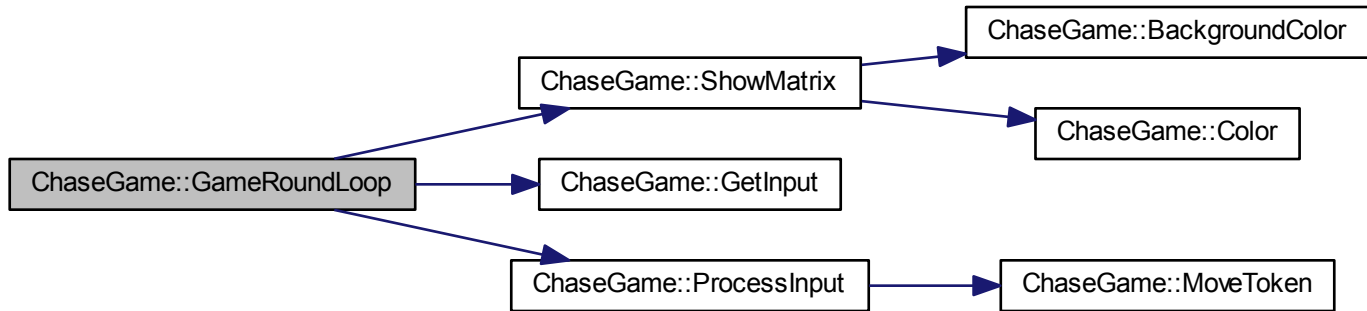 ChaseGame::BackgroundColor
ChaseGame::ShowMatrix
ChaseGame::Color
ChaseGame::GameRoundLoop
ChaseGame::GetInput
ChaseGame::ProcessInput
ChaseGame::MoveToken